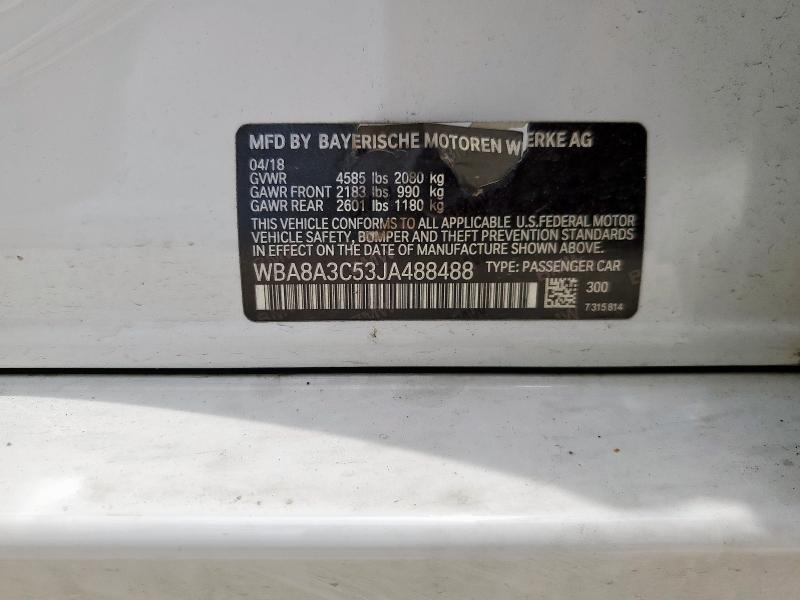 MFD BY BAYERISCHE MOTOREN WERKE AG
04/18
GVWR 4585 lbs 2080 kg
GAWR FRONT 2183 lbs 990 kg
GAWR REAR 2601 lbs 1180 kg
THIS VEHICLE CONFORMS TO ALL APPLICABLE U.S. FEDERAL MOTOR
VEHICLE SAFETY, BUMPER AND THEFT PREVENTION STANDARDS
IN EFFECT ON THE DATE OF MANUFACTURE SHOWN ABOVE.
WBA8A3C53JA488488 TYPE: PASSENGER CAR
300
7315814